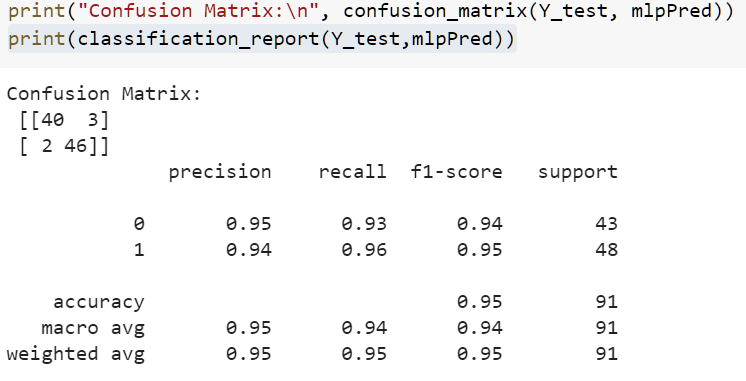 print("Confusion Matrix:\n", confusion_matrix(Y_test, mlpPred))
print(classification_report(Y_test,mlpPred))
Confusion Matrix:
[[40 3]
[ 2 46]]
precision recall f1-score support
0 0.95 0.93 0.94 43
1 0.94 0.96 0.95 48
accuracy 0.95 91
macro avg 0.95 0.94 0.94 91
weighted avg 0.95 0.95 0.95 91